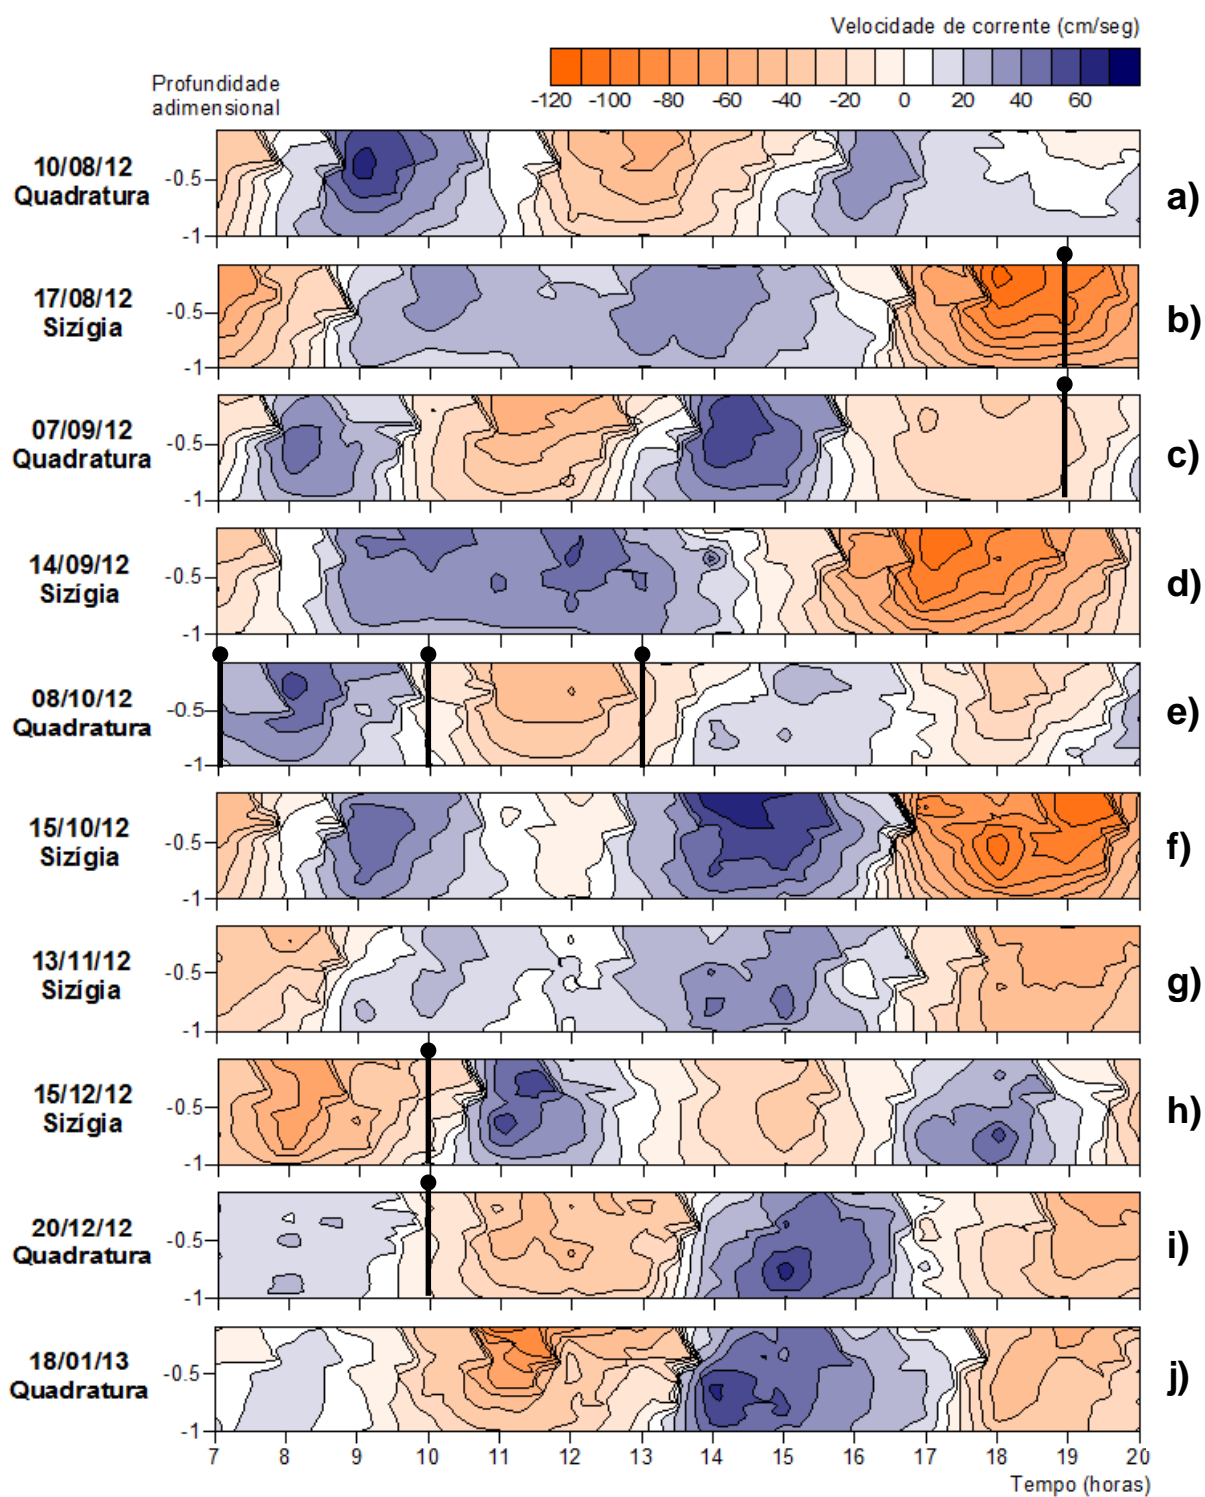 Velocidade de corrente (cm/seg)
-120 -100 -80 -60 -40 -20 0 20 40 60
Profundidade
adimensional
10/08/12
Quadratura
-0.5
-1
a)
17/08/12
Sizígia
-0.5
-1
b)
07/09/12
Quadratura
-0.5
-1
c)
14/09/12
Sizígia
-0.5
-1
d)
08/10/12
Quadratura
-0.5
-1
e)
15/10/12
Sizígia
-0.5
-1
f)
13/11/12
Sizígia
-0.5
-1
g)
15/12/12
Sizígia
-0.5
-1
h)
20/12/12
Quadratura
-0.5
-1
i)
18/01/13
Quadratura
-0.5
-1
j)
7 8 9 10 11 12 13 14 15 16 17 18 19 20
Tempo (horas)